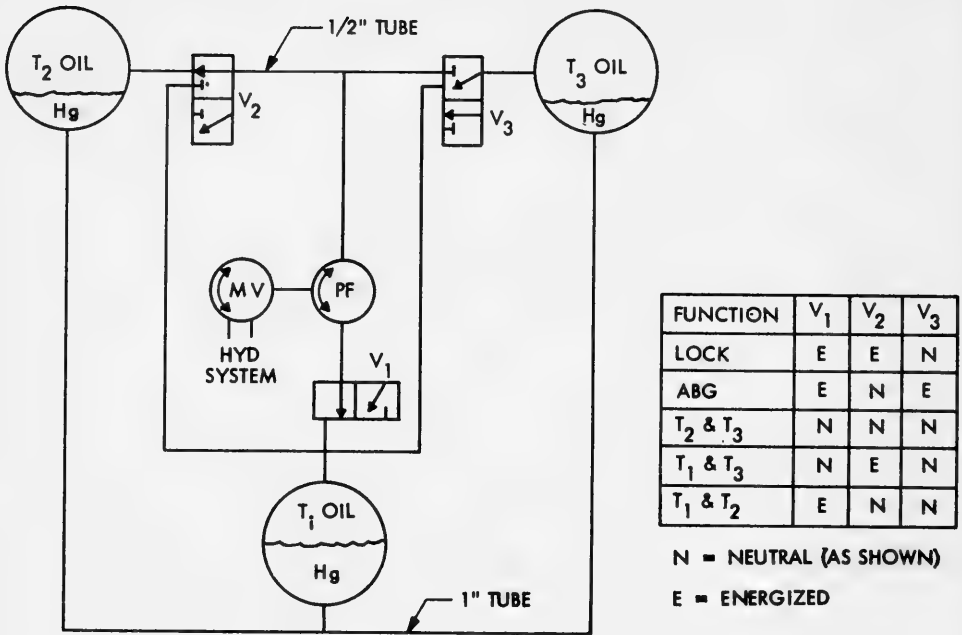 1/2" TUBE
T2 OIL
Hg
V2
T3 OIL
Hg
V3
MV
PF
HYD
SYSTEM
V1
Ti OIL
Hg
1" TUBE
FUNCTION V1 V2 V3
LOCK E E N
ABG E N E
T2 & T3 N N N
T1 & T3 N E N
T1 & T2 E N N
N = NEUTRAL (AS SHOWN)
E = ENERGIZED